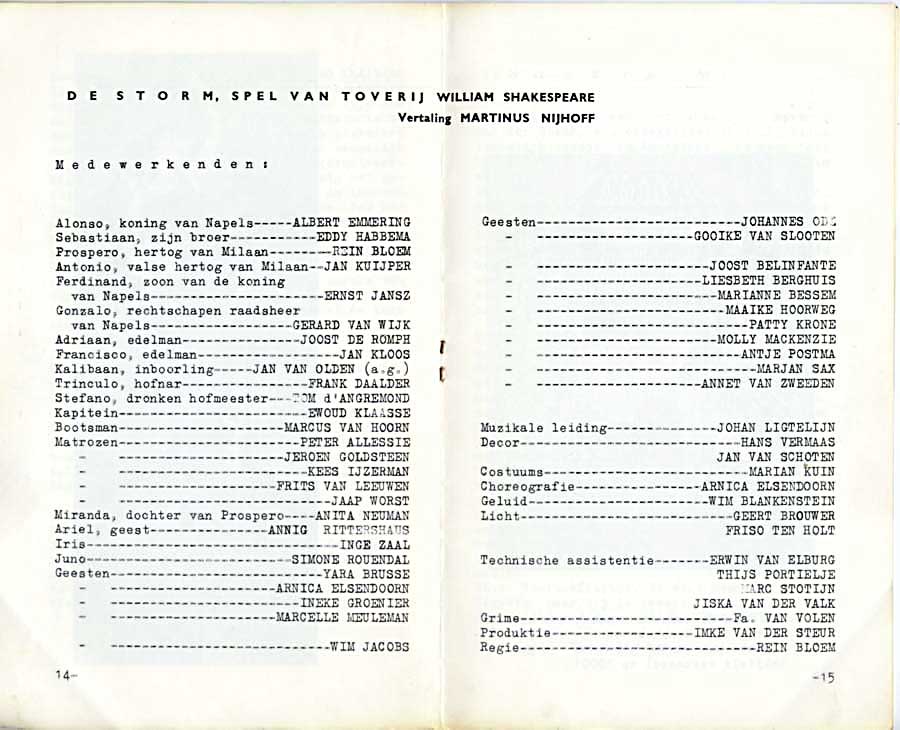 DE STORM, SPEL VAN TOVERIJ WILLIAM SHAKESPEARE
Vertaling MARTINUS NIJHOFF
Medewerkenden:
Alonso, koning van Napels-----ALBERT EMMERING
Sebastiaan, zijn broer------------EDDY HABBEMA
Prospero, hertog van Milaan---------REIN BLOEM
Antonio, valse hertog van Milaan--JAN KUIJPER
Ferdinand, zoon van de koning
van Napels------------------------ERNST JANSZ
Gonzalo, rechtschapen raadsheer
van Napels--------------------GERARD VAN WIJK
Adriaan, edelman----------------JOOST DE ROMPH
Francisco, edelman--------------------JAN KLOOS
Kalibaan, inboorling-----JAN VAN OLDEN (a.g.)
Trinculo, hofnar------------------FRANK DAALDER
Stefano, dronken hofmeester---TOM d'ANGREMOND
Kapitein--------------------------EWOUD KLAASSE
Bootsman-----------------------MARCUS VAN HOORN
Matrozen-------------------------PETER ALLESSIE
- -----------------------JEROEN GOLDSTEEN
- --------------------------KEES IJZERMAN
- ----------------------FRITS VAN LEEUWEN
- -----------------------------JAAP WORST
Miranda, dochter van Prospero----ANITA NEUMAN
Ariel, geest----------------ANNIG RITTERSHAUS
Iris-----------------------------------INGE ZAAL
Juno-----------------------------SIMONE ROUENDAL
Geesten------------------------------YARA BRUSSE
- -----------------------ARNICA ELSENDOORN
- --------------------------INEKE GROENIER
- -----------------------MARCELLE MEULEMAN
- ------------------------------WIM JACOBS
14-
Geesten----------------------------JOHANNES
- ----------------------GOOIKE VAN SLOOTEN
- ------------------------JOOST BELINFANTE
- -----------------------LIESBETH BERGHUIS
- -------------------------MARIANNE BESSEM
- --------------------------MAAIKE HOORWEG
- -----------------------------PATTY KRONE
- -------------------------MOLLY MACKENZIE
- ----------------------------ANTJE POSTMA
- ------------------------------MARJAN SAX
- -----------------------ANNET VAN ZWEEDEN
Muzikale leiding---------------JOHAN LIGTELIJN
Decor------------------------------HANS VERMAAS
JAN VAN SCHOTEN
Costuums----------------------------MARIAN KUIN
Choreografie-----------------ARNICA ELSENDOORN
Geluid------------------------WIM BLANKENSTEIN
Licht-----------------------------GEERT BROUWER
FRISO TEN HOLT
Technische assistentie-------ERWIN VAN ELBURG
THIJS PORTIELJE
MARC STOTIJN
JISKA VAN DER VALK
Grime------------------------------Fa. VAN VOLEN
Produktie-------------------IMKE VAN DER STEUR
Regie---------------------------------REIN BLOEM
-15